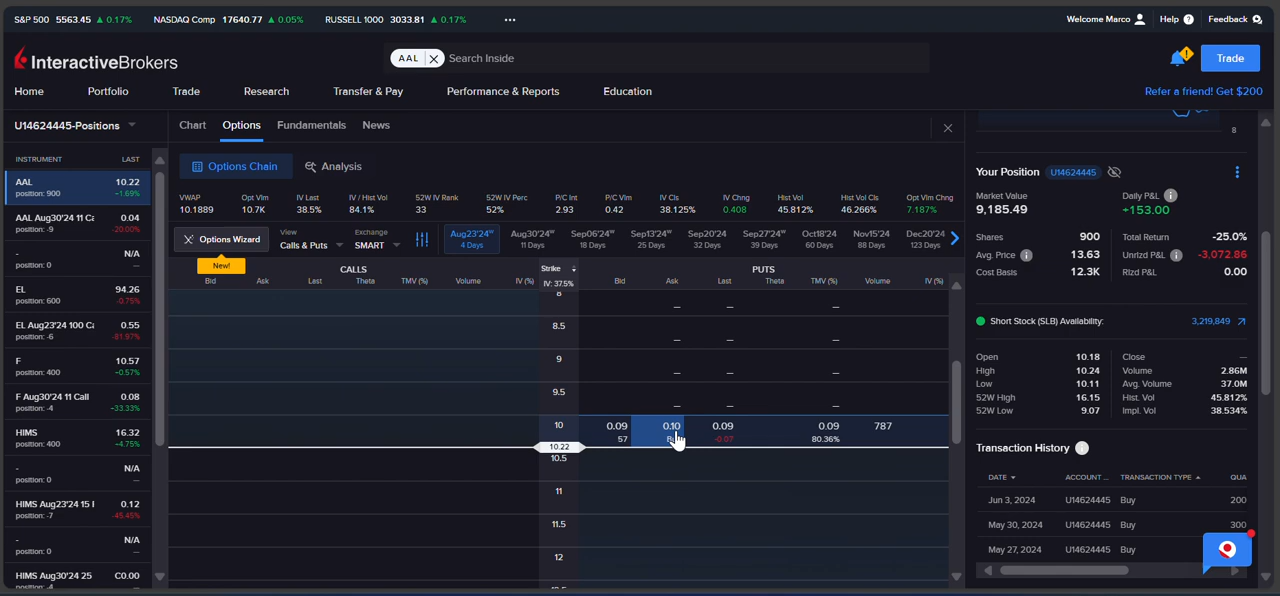 S&P 500 5563.45 ▲ 0.17% NASDAQ Comp 17640.77 ▲ 0.05% RUSSELL 1000 3033.81 ▲ 0.17% ••• Welcome Marco Help ? Feedback
InteractiveBrokers AAL Search Inside Trade
Home Portfolio Trade Research Transfer & Pay Performance & Reports Education Refer a friend! Get $200
U14624445-Positions
INSTRUMENT LAST
AAL 10.22
position: 900 -1.69%
AAL Aug30'24 11 Ca 0.04
position: -9 -20.00%
- N/A
position: 0 —
EL 94.26
position: 600 -0.75%
EL Aug23'24 100 Ca 0.55
position: -6 -81.97%
F 10.57
position: 400 -0.57%
F Aug30'24 11 Call 0.08
position: -4 -33.33%
HIMS 16.32
position: 400 -4.75%
- N/A
position: 0 —
HIMS Aug23'24 15 0.12
position: -7 -45.45%
- N/A
position: 0 —
HIMS Aug30'24 25 C0.00
position: -4
Chart Options Fundamentals News
Options Chain Analysis
VWAP Opt Vlm IV Last IV / Hist Vol 52W IV Rank 52W IV Perc P/C Int P/C Vlm IV Cls IV Chng Hist Vol Hist Vol Cls Opt Vlm Chng
10.1889 10.7K 38.5% 84.1% 33 52% 2.93 0.42 38.125% 0.408 45.812% 46.266% 7.187%
Options Wizard
New!
View
Calls & Puts
Exchange
SMART
Aug23'24W Aug30'24W Sep06'24W Sep13'24W Sep20'24 Sep27'24W Oct18'24 Nov15'24 Dec20'24
4 Days 11 Days 18 Days 25 Days 32 Days 39 Days 60 Days 88 Days 123 Days
CALLS Strike PUTS
Bid Ask Last Theta TMV (%) Volume IV (%) IV: 37.5% Bid Ask Last Theta TMV (%) Volume IV (%)
8 — — —
8.5 — — —
9 — — —
9.5 — — —
10 0.09 0.10 0.09 0.09 787
57 -0.07 80.36%
10.22
10.5
11
11.5
12
8
Your Position U14624445
Market Value Daily P&L
9,185.49 +153.00
Shares 900 Total Return -25.0%
Avg. Price 13.63 Unrlzd P&L -3,072.86
Cost Basis 12.3K Rlzd P&L 0.00
Short Stock (SLB) Availability: 3,219,849
Open 10.18 Close —
High 10.24 Volume 2.86M
Low 10.11 Avg. Volume 37.0M
52W High 16.15 Hist. Vol 45.812%
52W Low 9.07 Impl. Vol 38.534%
Transaction History
DATE ACCOUNT ... TRANSACTION TYPE QUA
Jun 3, 2024 U14624445 Buy 200
May 30, 2024 U14624445 Buy 300
May 27, 2024 U14624445 Buy